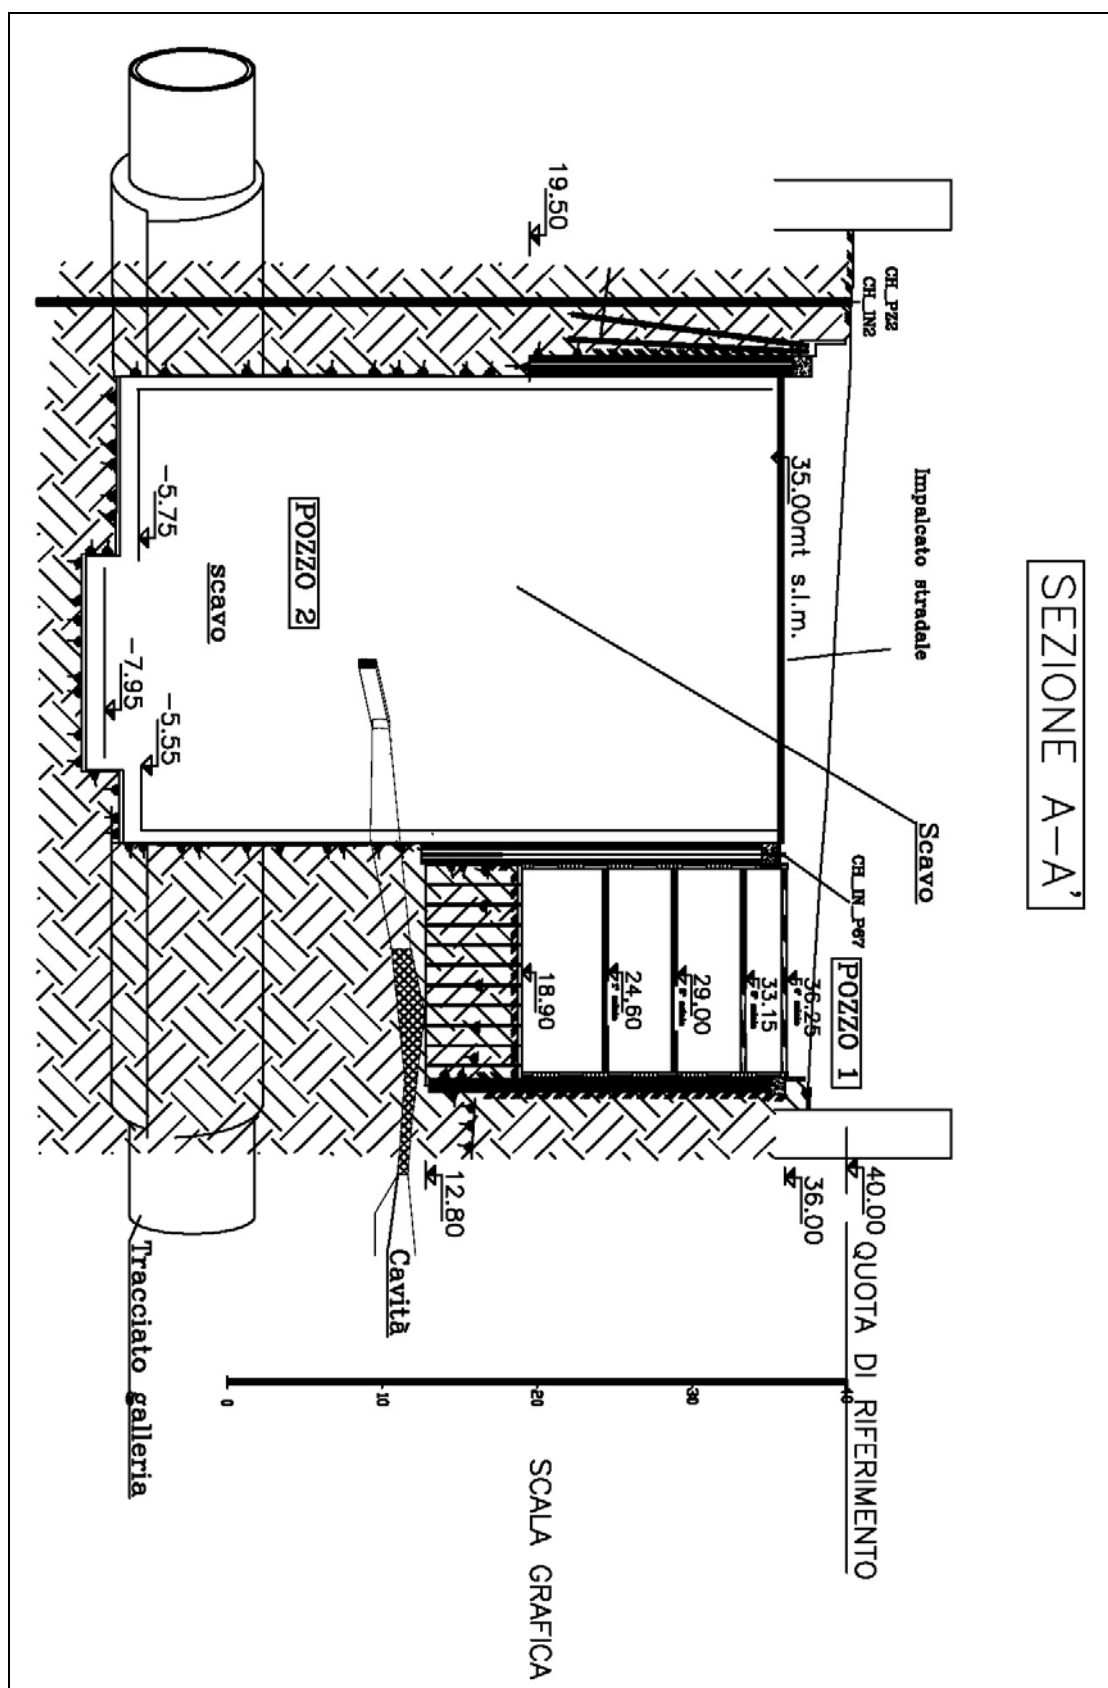 SEZIONE A-A'
CH_PZ2
CH_IN2
Impalcato stradale
Scavo
CH_IN_P67
POZZO 1
40.00
QUOTA DI RIFERIMENTO
36.00
35.00mt s.l.m.
36.25
33.15
29.00
24.60
18.90
19.50
12.80
POZZO 2
scavo
Cavità
-5.75
-7.95
-5.55
Tracciato galleria
SCALA GRAFICA
40
30
20
10
0